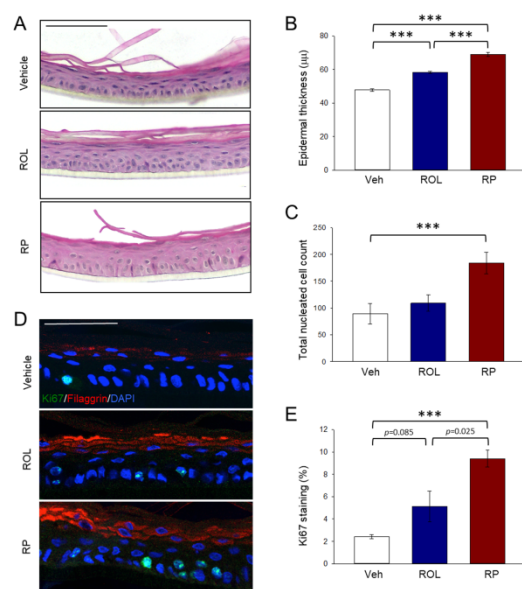 A
Vehicle
ROL
RP
B
Epidermal thickness (μμ)
80
60
40
20
0
***
*** ***
Veh ROL RP
C
Total nucleated cell count
250
200
150
100
50
0
***
Veh ROL RP
D
Vehicle
Ki67/Filaggrin/DAPI
ROL
RP
E
Ki67 staining (%)
12
10
8
6
4
2
0
***
p=0.085 p=0.025
Veh ROL RP